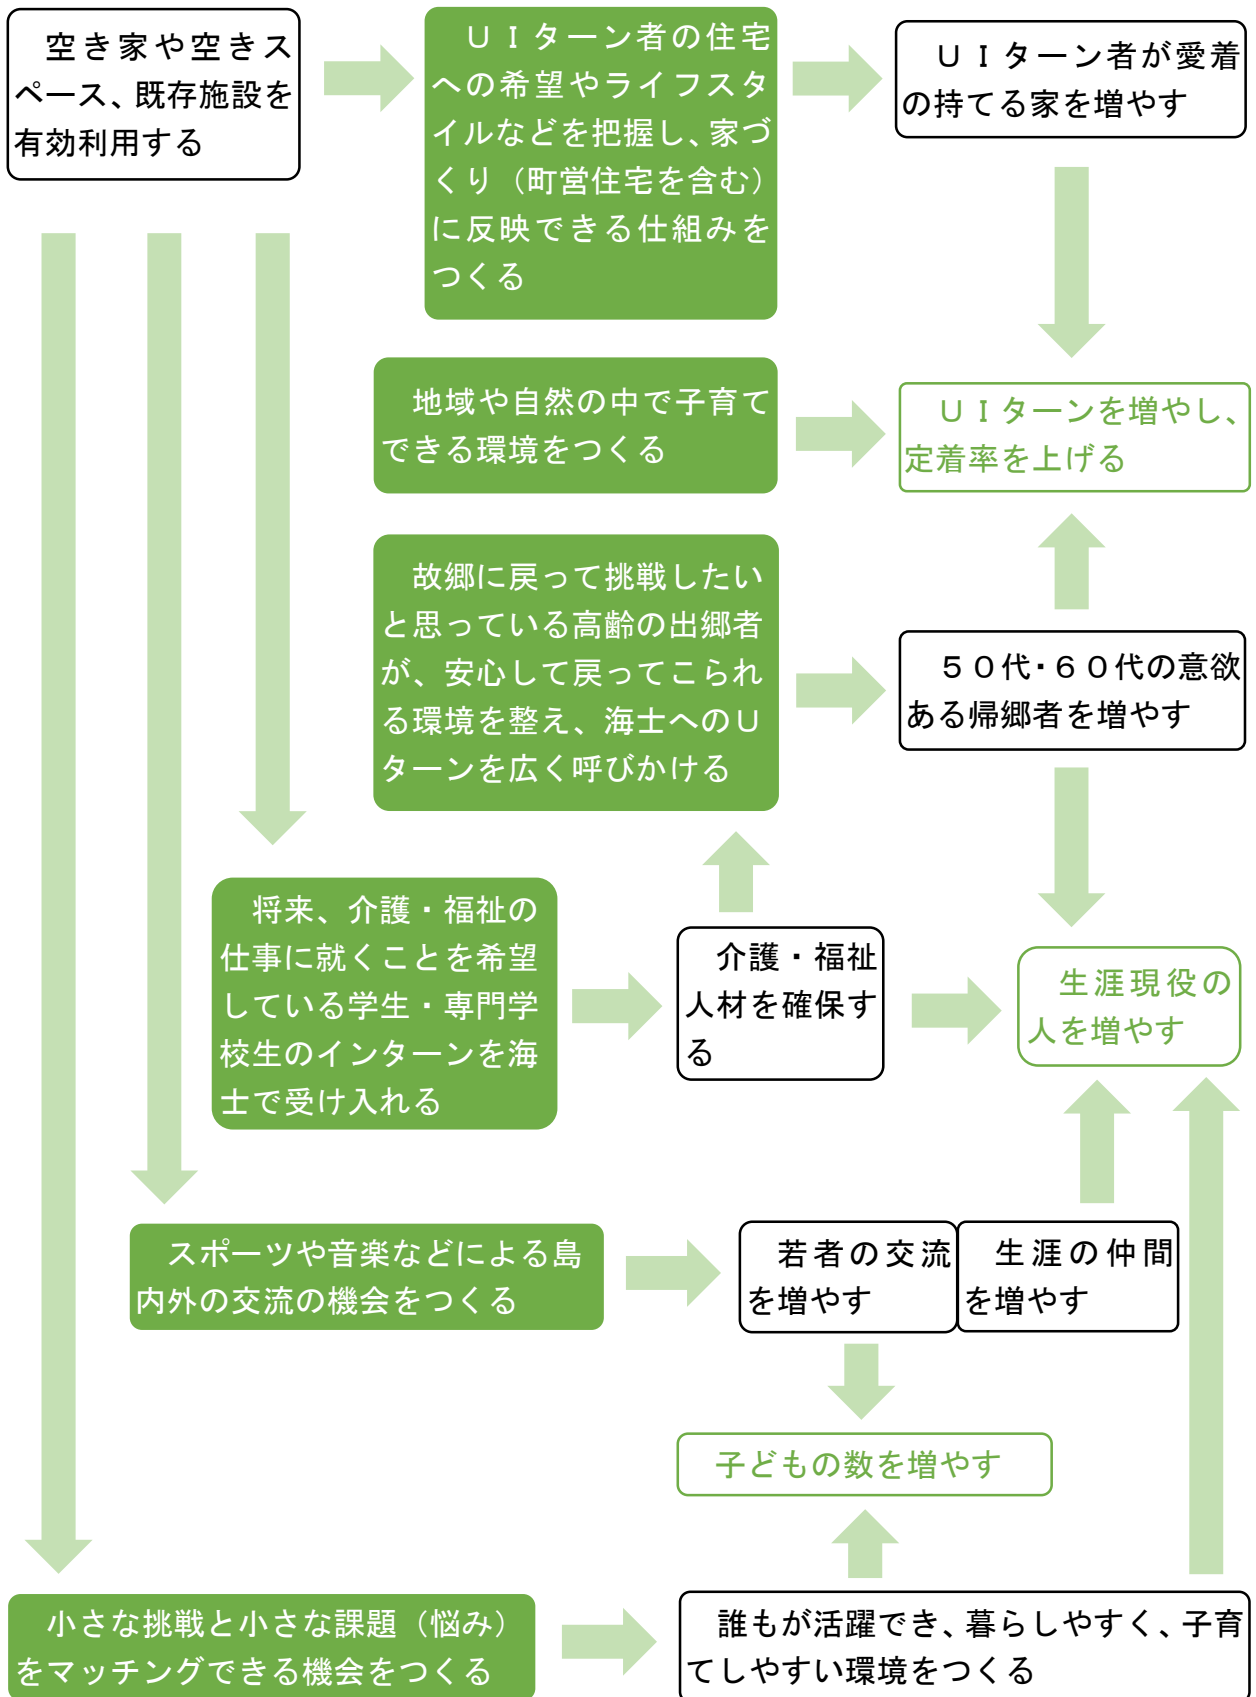 空き家や空きス
ペース、既存施設を
有効利用する
ＵＩターン者の住宅
への希望やライフスタ
イルなどを把握し、家づ
くり（町営住宅を含む）
に反映できる仕組みを
つくる
ＵＩターン者が愛着
の持てる家を増やす
地域や自然の中で子育て
できる環境をつくる
ＵＩターンを増やし、
定着率を上げる
故郷に戻って挑戦したい
と思っている高齢の出郷者
が、安心して戻ってこられ
る環境を整え、海士へのＵ
ターンを広く呼びかける
５０代・６０代の意欲
ある帰郷者を増やす
将来、介護・福祉の
仕事に就くことを希望
している学生・専門学
校生のインターンを海
士で受け入れる
介護・福祉
人材を確保す
る
生涯現役の
人を増やす
スポーツや音楽などによる島
内外の交流の機会をつくる
若者の交流
を増やす
生涯の仲間
を増やす
子どもの数を増やす
小さな挑戦と小さな課題（悩み）
をマッチングできる機会をつくる
誰もが活躍でき、暮らしやすく、子育
てしやすい環境をつくる